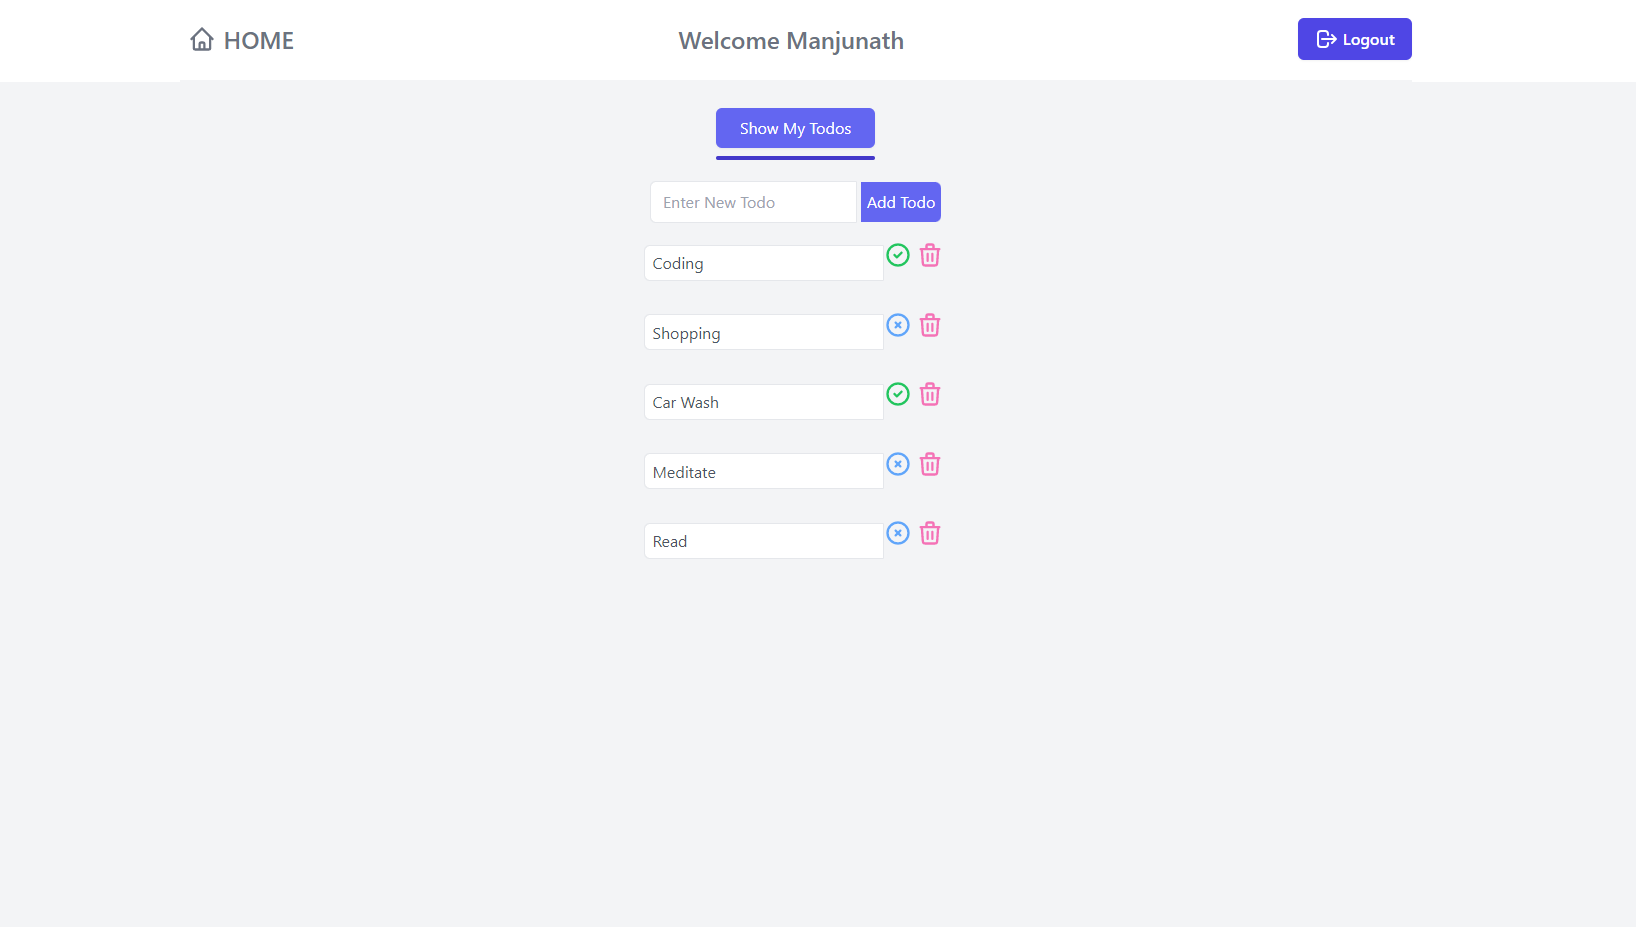 HOME
Welcome Manjunath
Logout
Show My Todos
Enter New Todo
Add Todo
Coding
Shopping
Car Wash
Meditate
Read